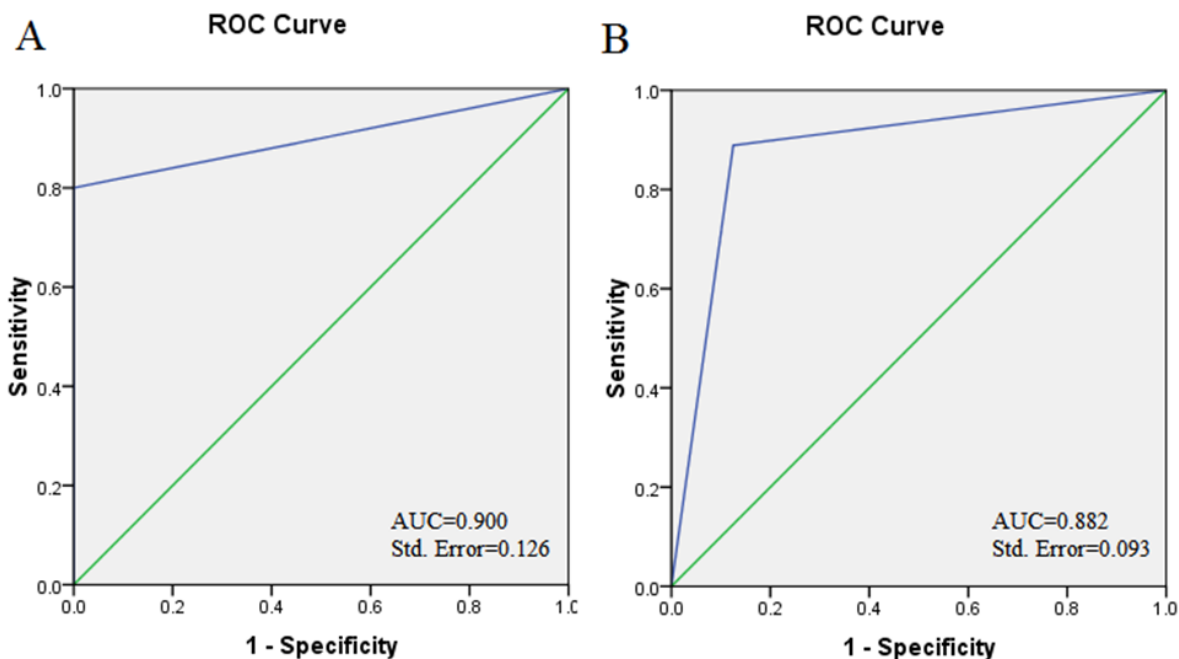 A
ROC Curve
1.0
0.8
0.6
0.4
0.2
0.0
Sensitivity
AUC=0.900
Std. Error=0.126
0.0 0.2 0.4 0.6 0.8 1.0
1 - Specificity
B
ROC Curve
1.0
0.8
0.6
0.4
0.2
0.0
Sensitivity
AUC=0.882
Std. Error=0.093
0.0 0.2 0.4 0.6 0.8 1.0
1 - Specificity